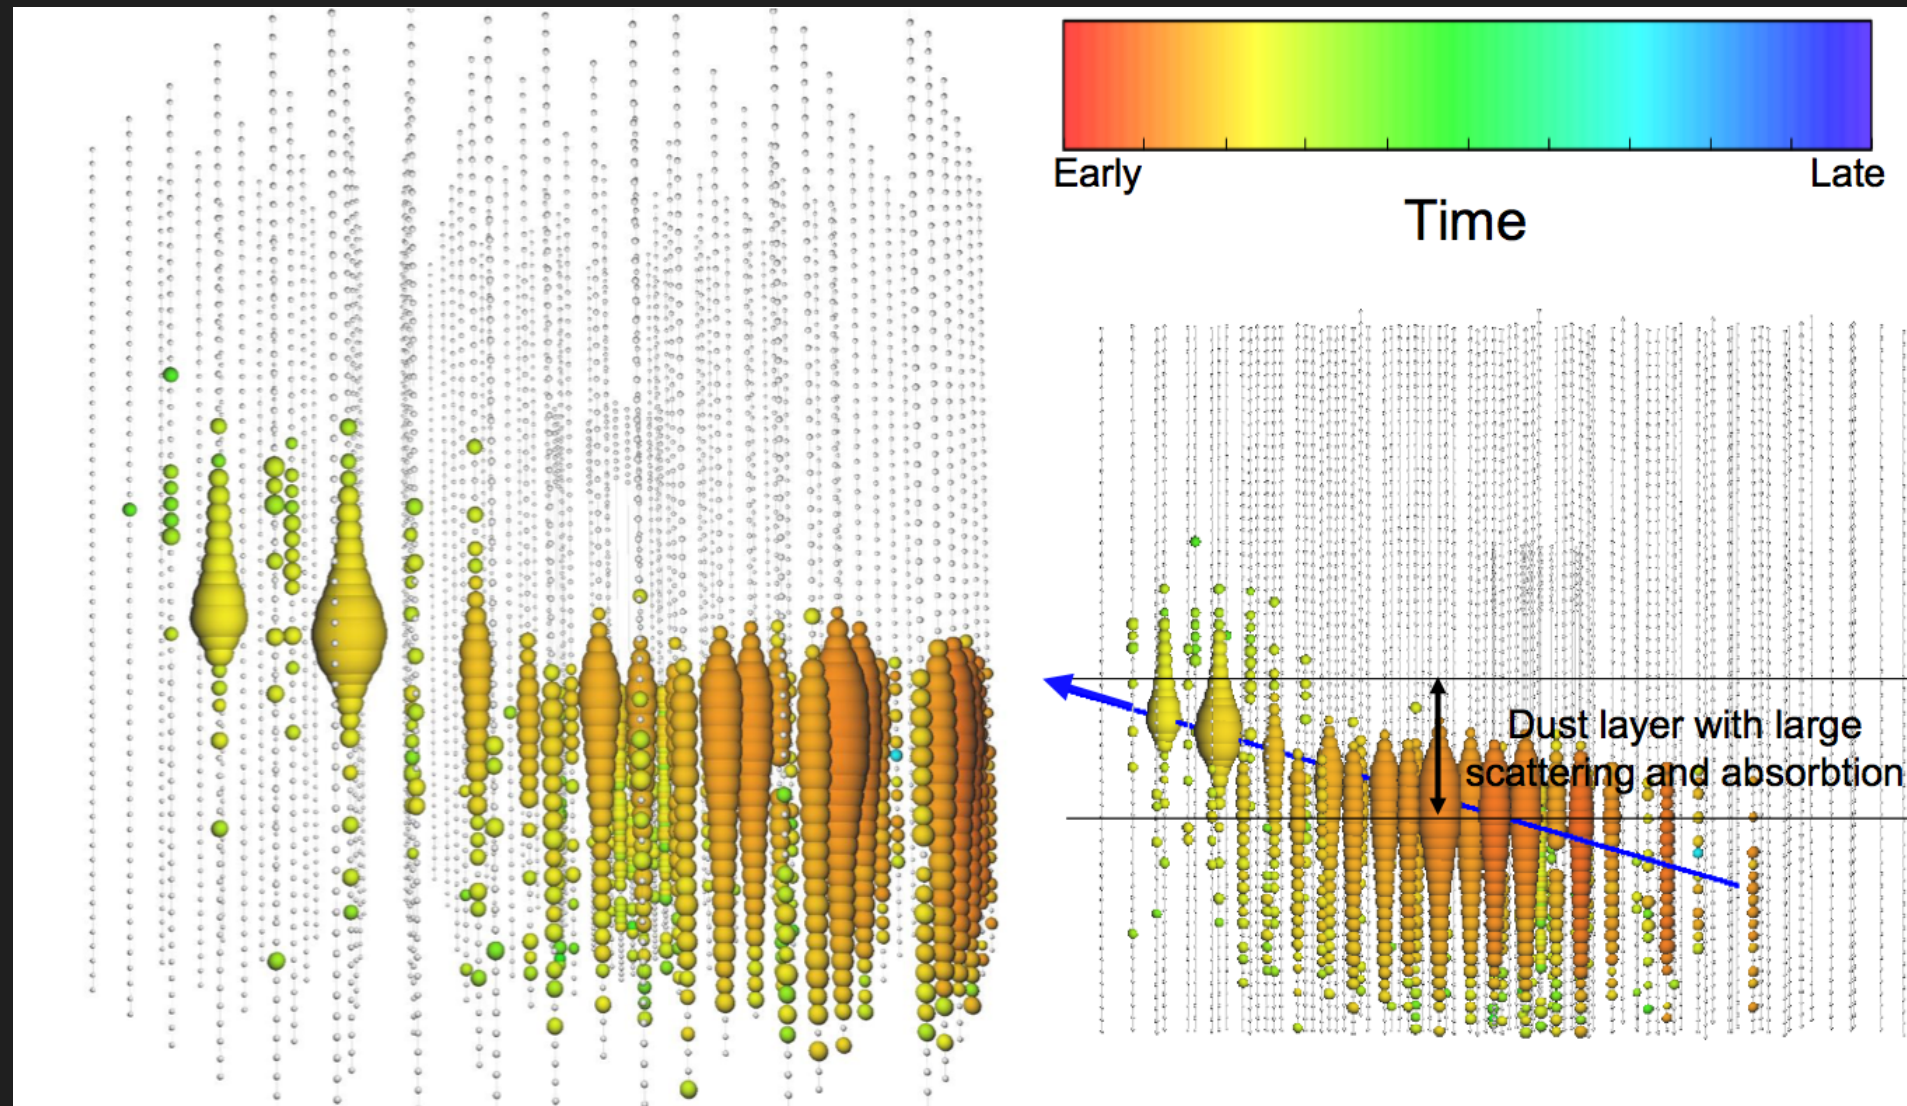 Early
Late
Time
Dust layer with large
scattering and absorbtion